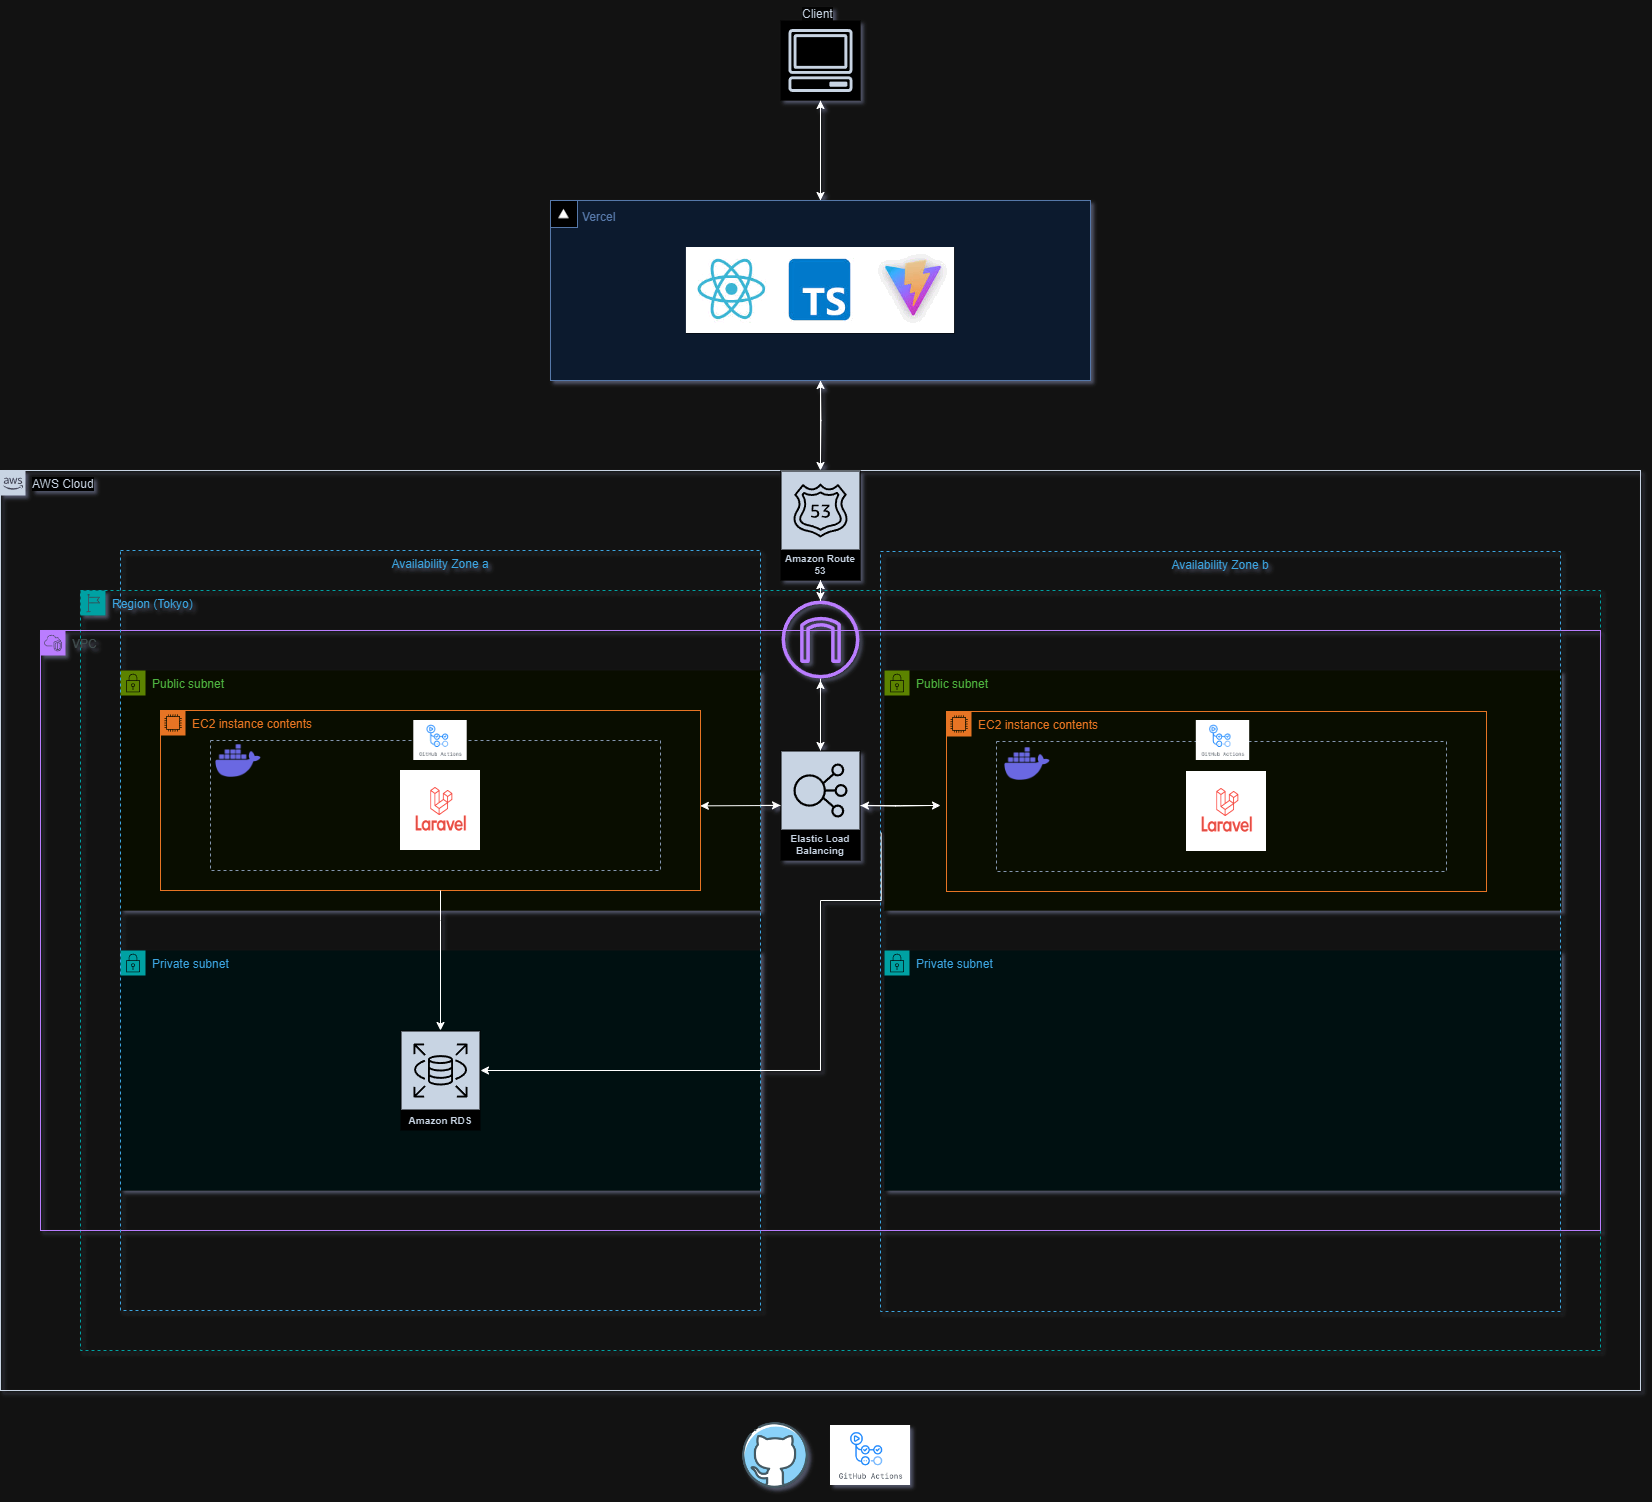 Client
Vercel
TS
aws
AWS Cloud
53
Amazon Route
53
Availability Zone a
Availability Zone b
Region (Tokyo)
VPC
Public subnet
Public subnet
EC2 instance contents
GitHub Actions
EC2 instance contents
GitHub Actions
Laravel
Laravel
Elastic Load
Balancing
Private subnet
Private subnet
Amazon RDS
GitHub Actions